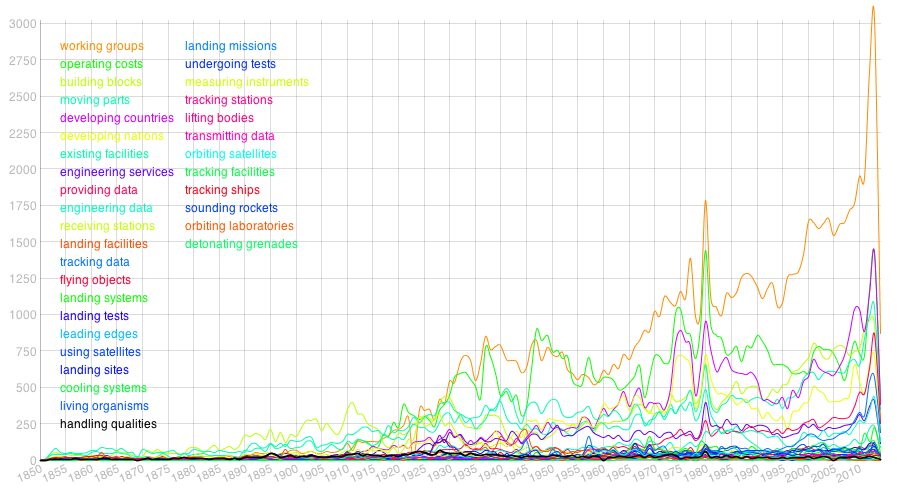 3000
2750
2500
2250
2000
1750
1500
1250
1000
750
500
250
0
working groups
operating costs
building blocks
moving parts
developing countries
developing nations
existing facilities
engineering services
providing data
engineering data
receiving stations
landing facilities
tracking data
flying objects
landing systems
landing tests
leading edges
using satellites
landing sites
cooling systems
living organisms
handling qualities
landing missions
undergoing tests
measuring instruments
tracking stations
lifting bodies
transmitting data
orbiting satellites
tracking facilities
tracking ships
sounding rockets
orbiting laboratories
detonating grenades
1850 1855 1860 1865 1870 1875 1880 1885 1890 1895 1900 1905 1910 1915 1920 1925 1930 1935 1940 1945 1950 1955 1960 1965 1970 1975 1980 1985 1990 1995 2000 2005 2010